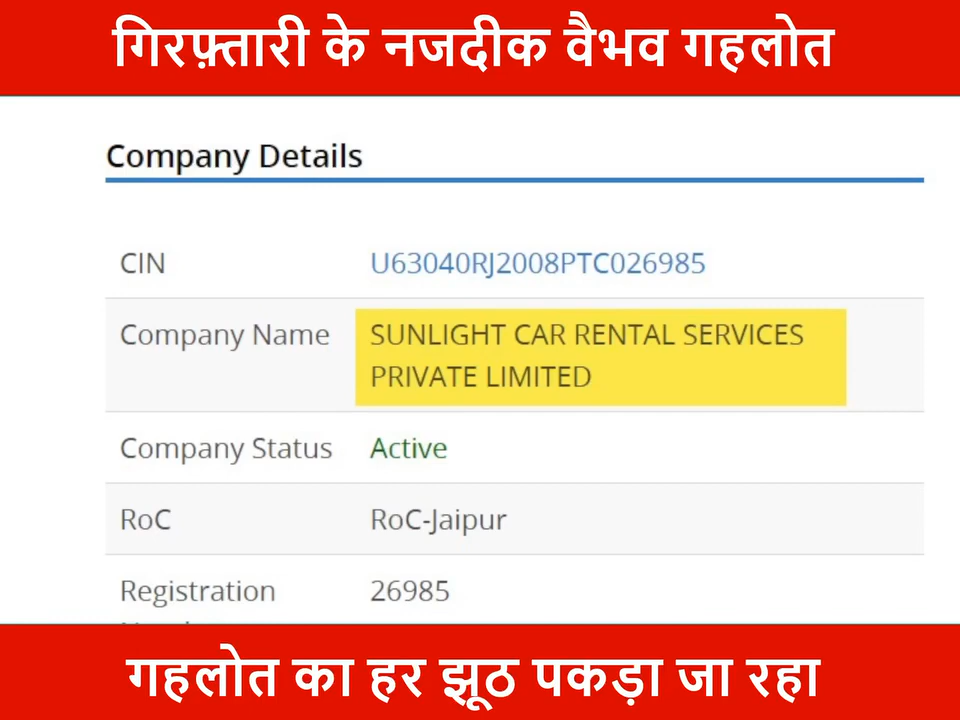 गिरफ़्तारी के नजदीक वैभव गहलोत
Company Details
CIN U63040RJ2008PTC026985
Company Name SUNLIGHT CAR RENTAL SERVICES
PRIVATE LIMITED
Company Status Active
RoC RoC-Jaipur
Registration 26985
गहलोत का हर झूठ पकड़ा जा रहा